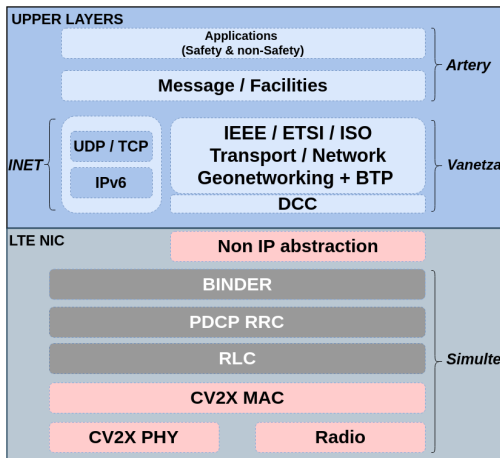 UPPER LAYERS
Applications
(Safety & non-Safety)
Artery
Message / Facilities
INET
UDP / TCP
IPv6
IEEE / ETSI / ISO
Transport / Network
Geonetworking + BTP
DCC
Vanetza
LTE NIC
Non IP abstraction
BINDER
PDCP RRC
RLC
Simulte
CV2X MAC
CV2X PHY
Radio